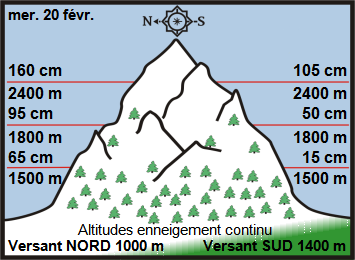 mer. 20 févr.
N S
160 cm 105 cm
2400 m 2400 m
95 cm 50 cm
1800 m 1800 m
65 cm 15 cm
1500 m 1500 m
Altitudes enneigement continu
Versant NORD 1000 m Versant SUD 1400 m